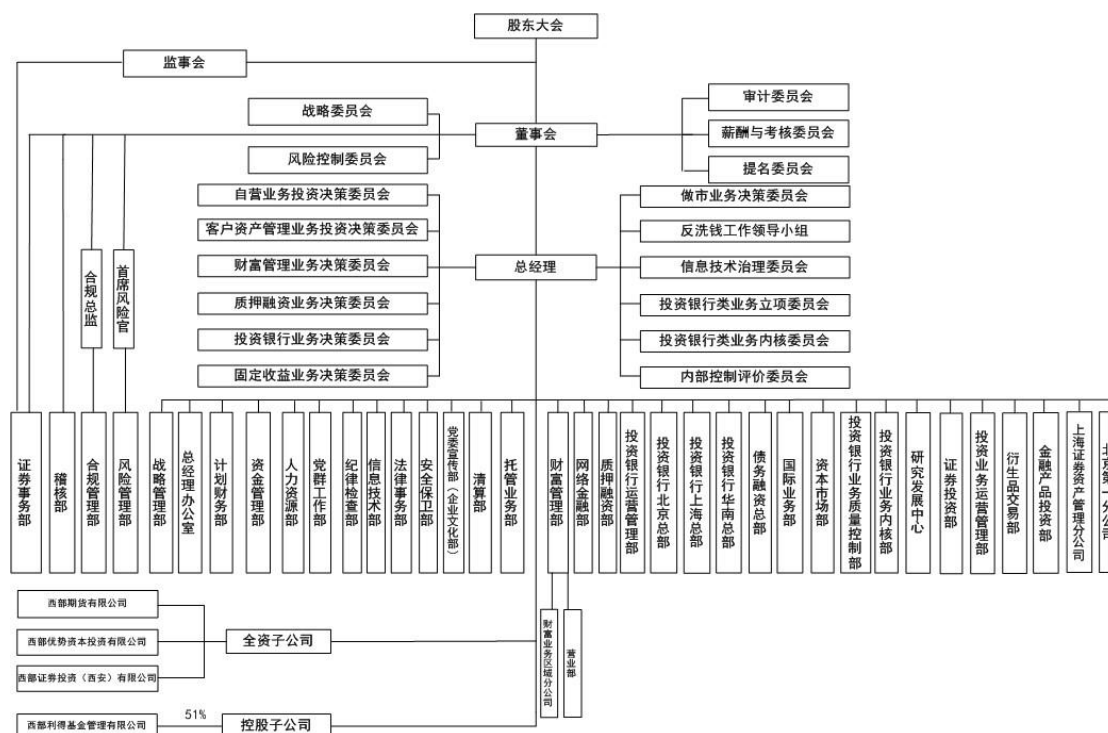 股东大会
监事会
战略委员会
审计委员会
董事会
薪酬与考核委员会
风险控制委员会
提名委员会
自营业务投资决策委员会
做市业务决策委员会
客户资产管理业务投资决策委员会
反洗钱工作领导小组
财富管理业务决策委员会
总经理
信息技术治理委员会
合规总监
首席风险官
质押融资业务决策委员会
投资银行类业务立项委员会
投资银行业务决策委员会
投资银行类业务内核委员会
固定收益业务决策委员会
内部控制评价委员会
证券事务部
稽核部
合规管理部
风险管理部
战略管理部
总经理办公室
计划财务部
资金管理部
人力资源部
党群工作部
纪律检查部
信息技术部
法律事务部
安全保卫部
党委宣传部（企业文化部）
清算部
托管业务部
财富管理部
网络金融部
质押融资部
投资银行运营管理部
投资银行北京总部
投资银行上海总部
投资银行华南总部
债务融资总部
国际业务部
资本市场部
投资银行业务质量控制部
投资银行业务内核部
研究发展中心
证券投资部
投资业务运营管理部
衍生品交易部
金融产品投资部
上海证券资产管理分公司
北京第一分公司
西部期货有限公司
西部优势资本投资有限公司
全资子公司
财富业务区域分公司
营业部
西部证券投资（西安）有限公司
西部利得基金管理有限公司
51%
控股子公司